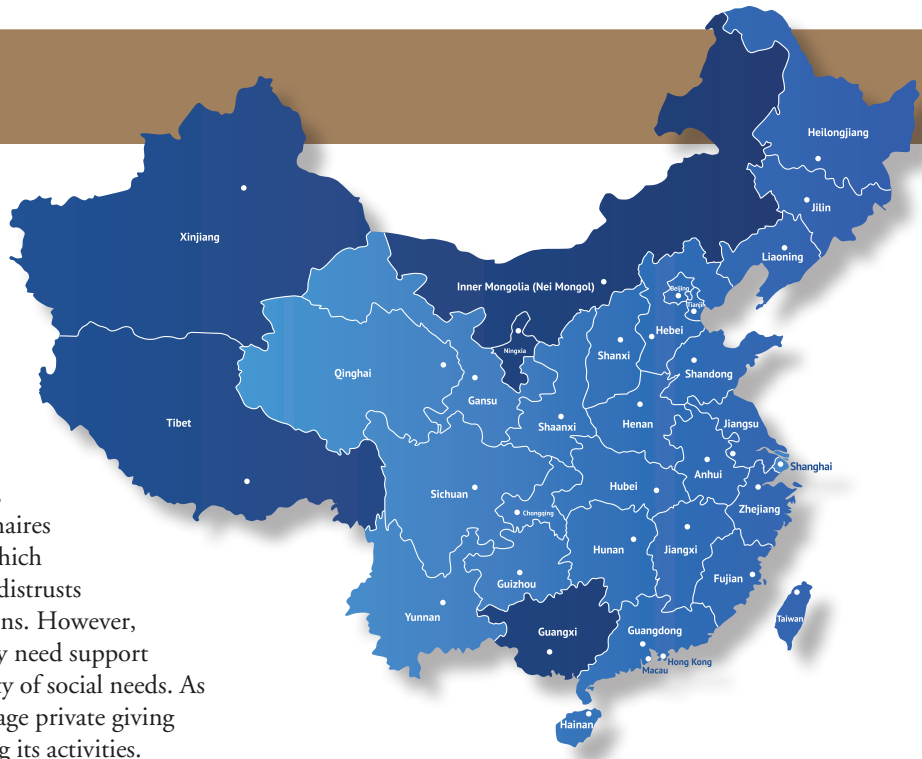 Heilongjiang
Jilin
Xinjiang
Liaoning
Inner Mongolia (Nei Mongol)
Beijing
Tianjin
Hebei
Ningxia
Shanxi
Qinghai
Shandong
Gansu
Tibet
Shaanxi
Henan
Jiangsu
Shanghai
Anhui
Sichuan
Hubei
Zhejiang
Chongqing
Hunan
Jiangxi
Guizhou
Fujian
Yunnan
Taiwan
Guangxi
Guangdong
Hong Kong
Macau
Hainan
naires
hich
distrusts
ns. However,
y need support
ty of social needs. As
age private giving
g its activities.